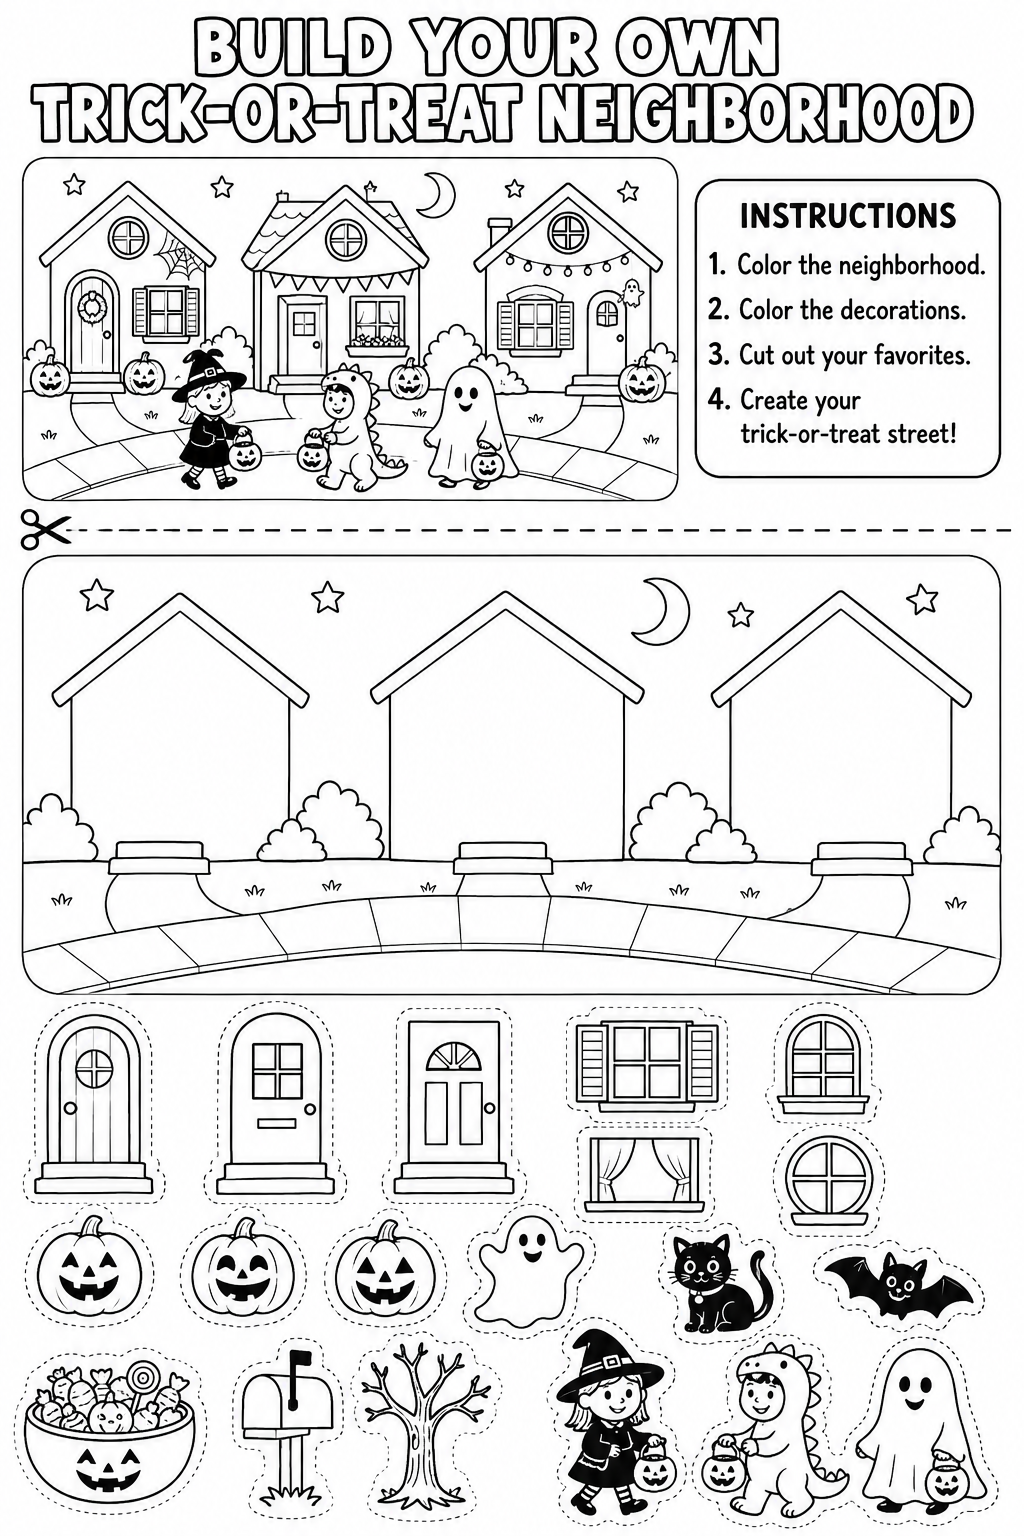 BUILD YOUR OWN
TRICK-OR-TREAT NEIGHBORHOOD
INSTRUCTIONS
1. Color the neighborhood.
2. Color the decorations.
3. Cut out your favorites.
4. Create your
trick-or-treat street!